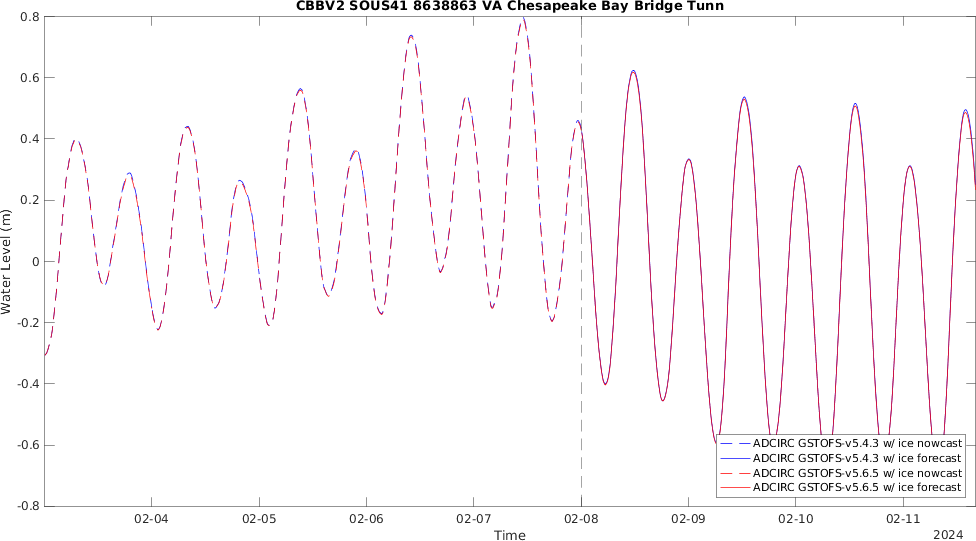 CBBV2 SOUS41 8638863 VA Chesapeake Bay Bridge Tunn
0.8
0.6
0.4
0.2
0
-0.2
-0.4
-0.6
-0.8
Water Level (m)
ADCIRC GSTOFS-v5.4.3 w/ ice nowcast
ADCIRC GSTOFS-v5.4.3 w/ ice forecast
ADCIRC GSTOFS-v5.6.5 w/ ice nowcast
ADCIRC GSTOFS-v5.6.5 w/ ice forecast
02-04 02-05 02-06 02-07 02-08 02-09 02-10 02-11
Time
2024